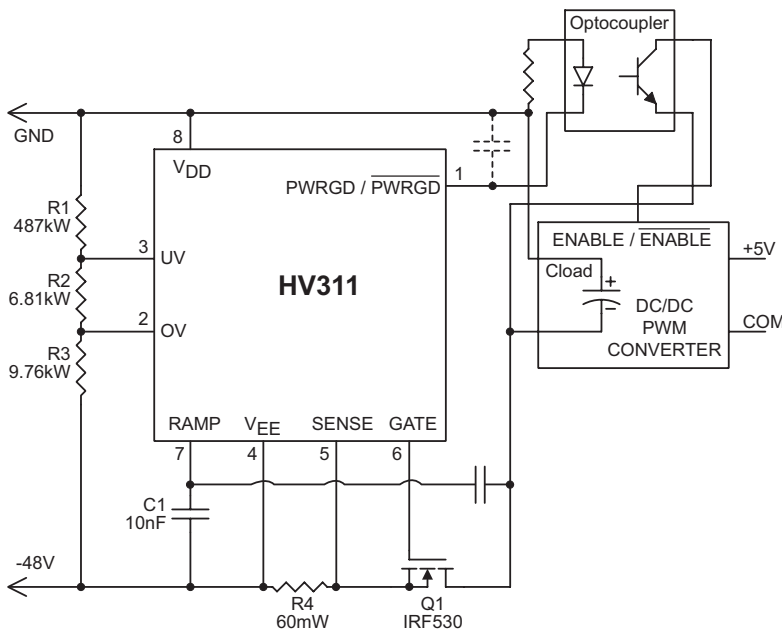 Optocoupler
GND
8
VDD
PWRGD / PWRGD
1
R1
487kW
3
UV
HV311
R2
6.81kW
2
OV
R3
9.76kW
ENABLE / ENABLE
+5V
Cload
+
−
DC/DC
PWM
CONVERTER
COM
RAMP
VEE
SENSE
GATE
7
4
5
6
C1
10nF
-48V
R4
60mW
Q1
IRF530